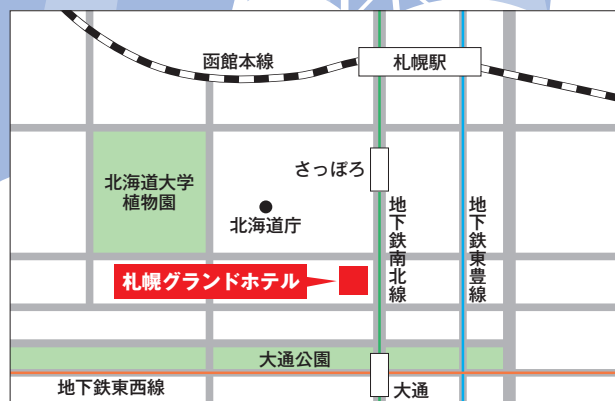 函館本線
札幌駅
さっぽろ
北海道大学
植物園
北海道庁
地下鉄南北線
地下鉄東豊線
札幌グランドホテル
大通公園
地下鉄東西線
大通